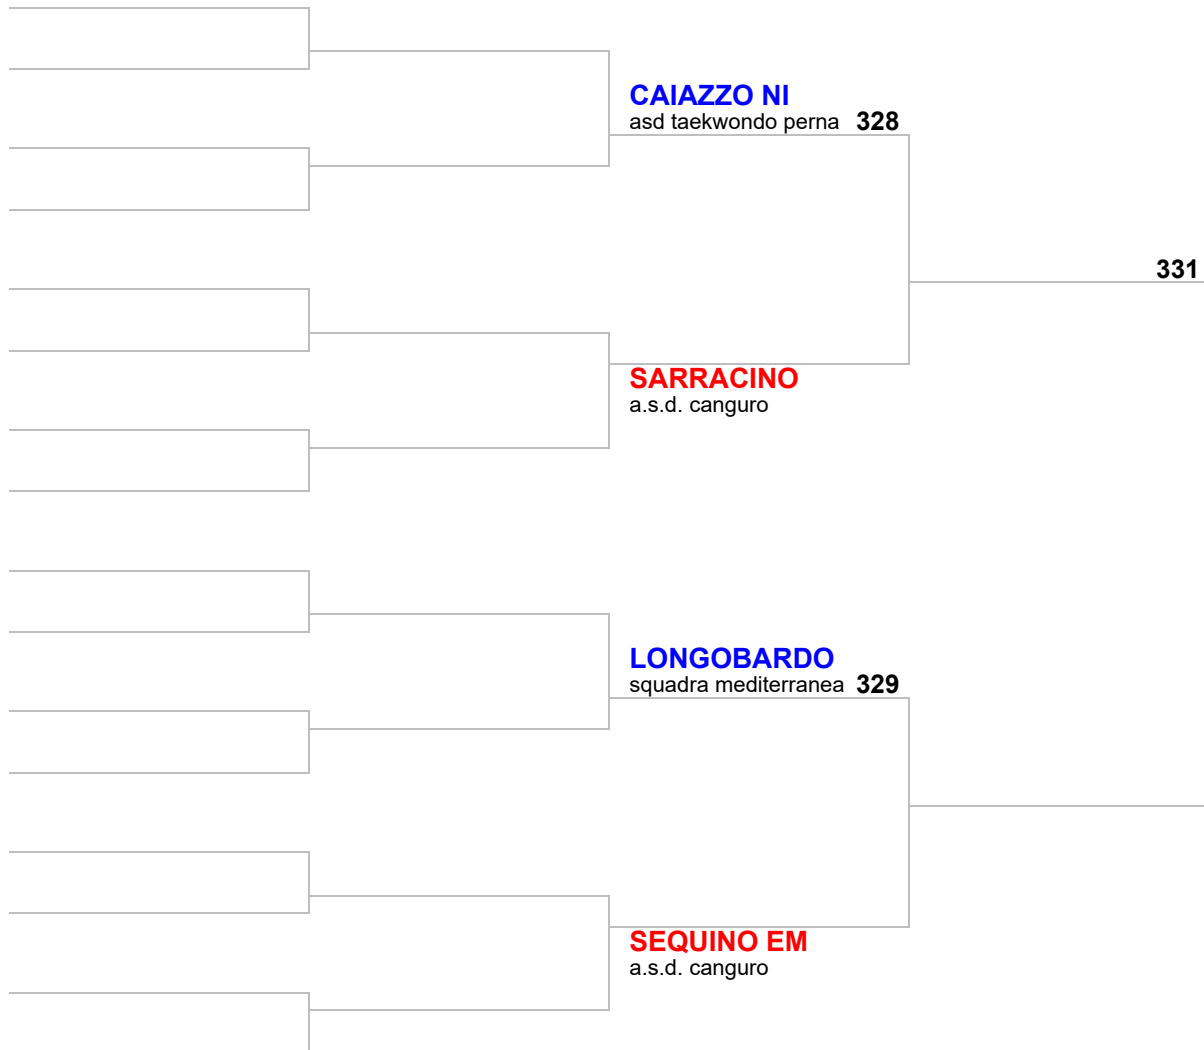 CAIAZZO NI
asd taekwondo perna 328
331
SARRACINO
a.s.d. canguro
LONGOBARDO
squadra mediterranea 329
SEQUINO EM
a.s.d. canguro